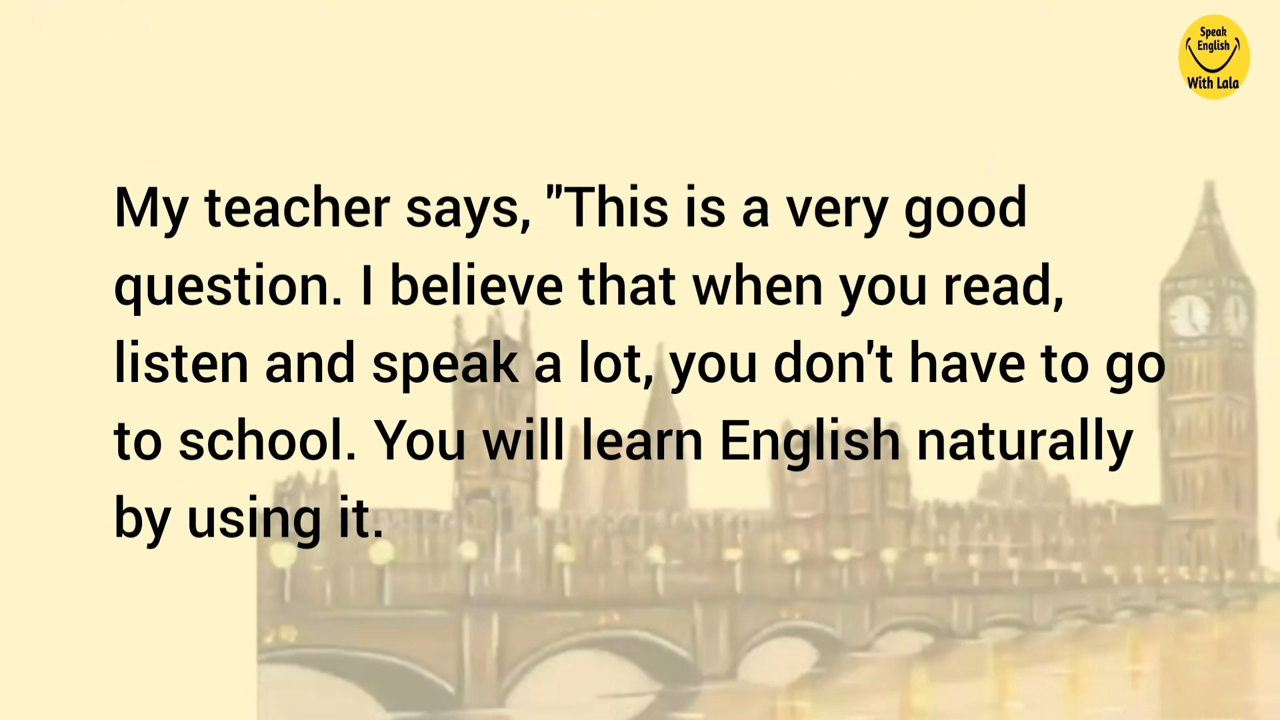 Speak
English
With Lala
My teacher says, "This is a very good
question. I believe that when you read,
listen and speak a lot, you don't have to go
to school. You will learn English naturally
by using it.